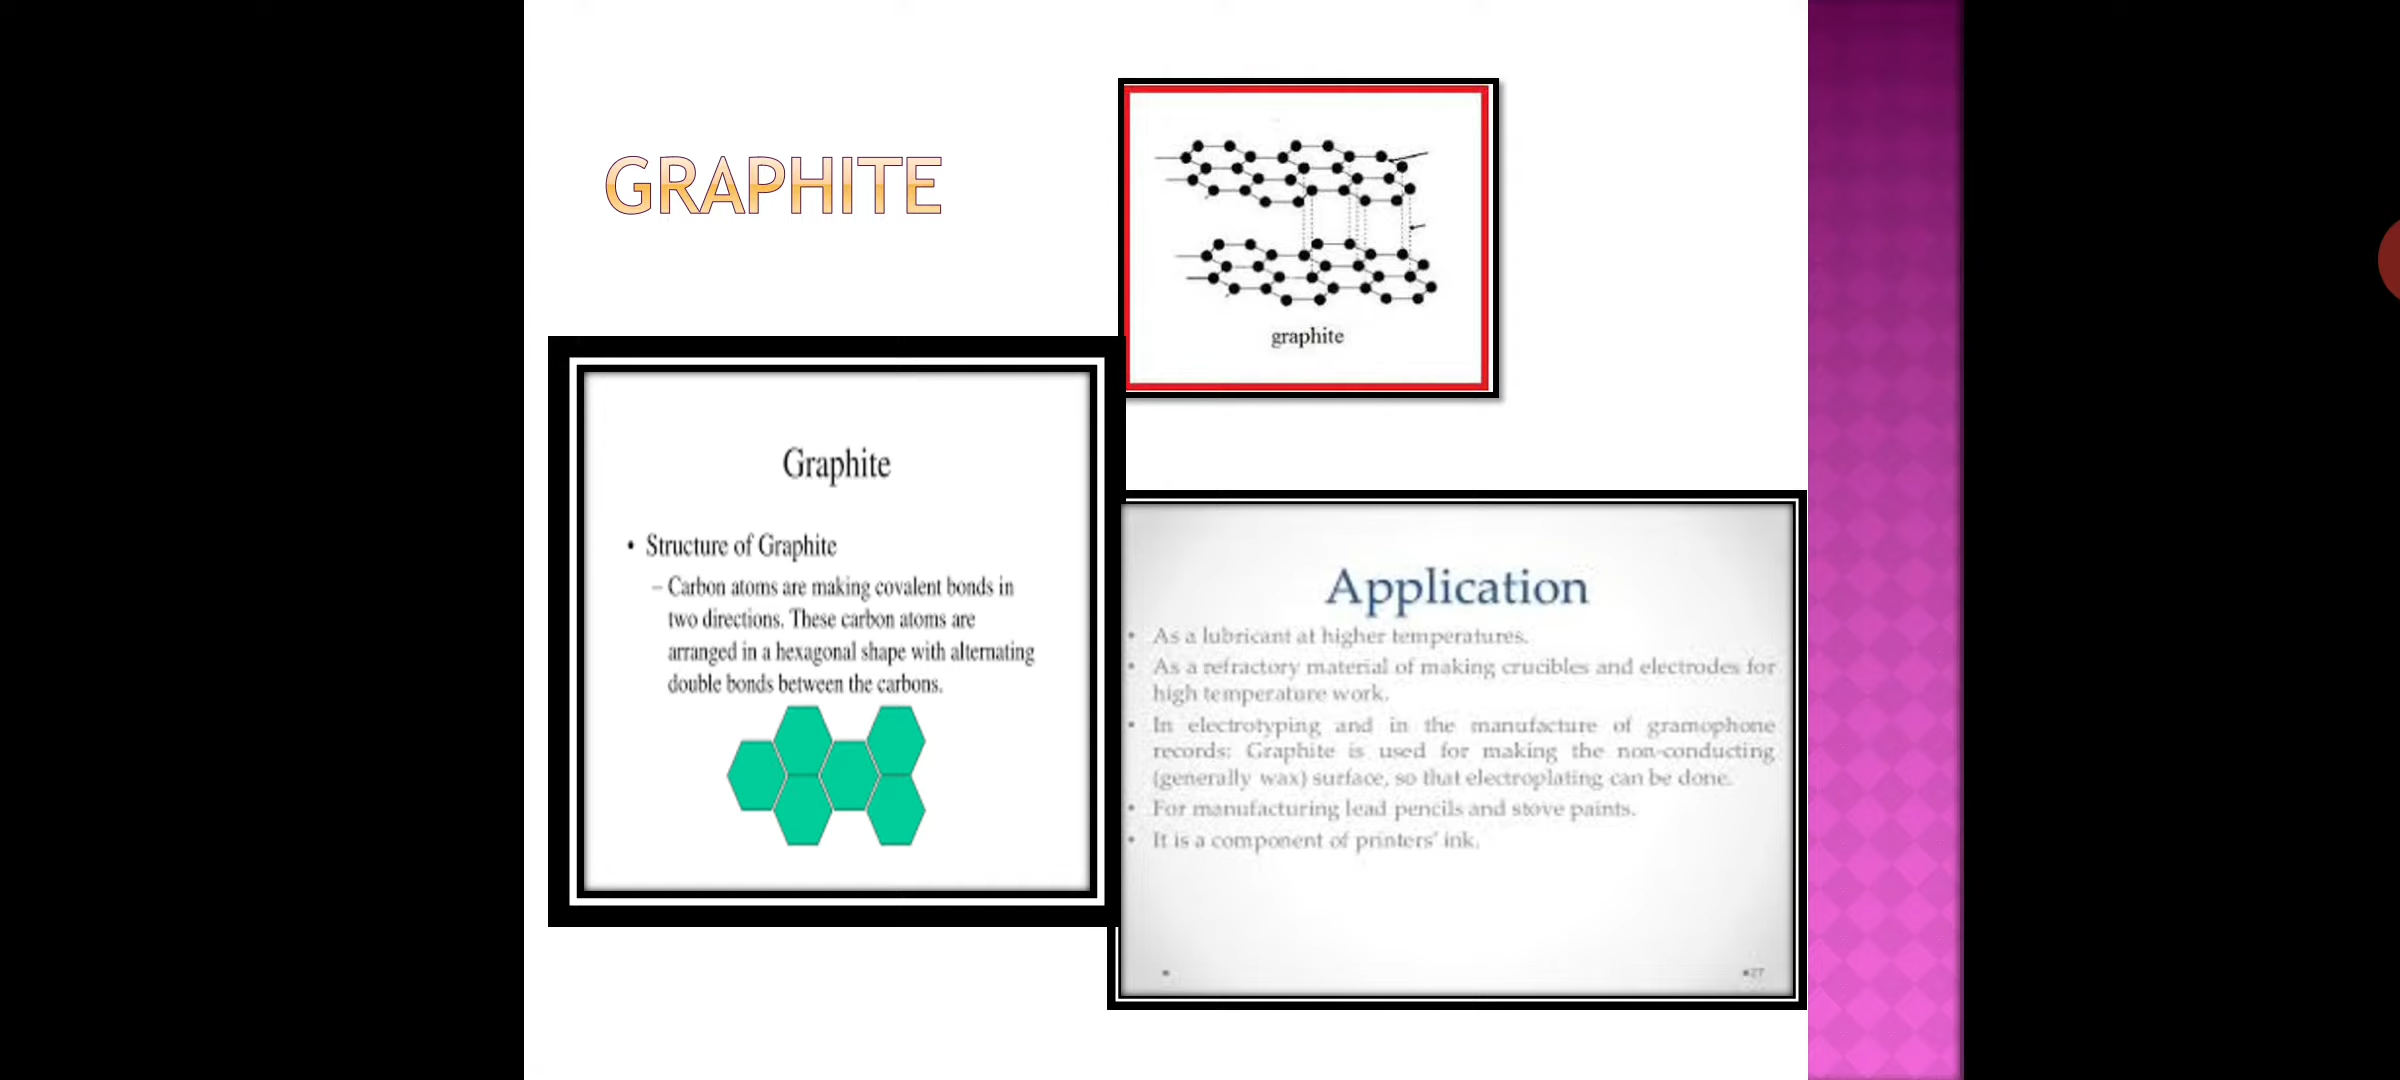 GRAPHITE
graphite
Graphite
• Structure of Graphite
– Carbon atoms are making covalent bonds in
two directions. These carbon atoms are
arranged in a hexagonal shape with alternating
double bonds between the carbons.
Application
• As a lubricant at higher temperatures.
• As a refractory material of making crucibles and electrodes for
high temperature work.
• In electrotyping and in the manufacture of gramophone
records: Graphite is used for making the non-conducting
(generally wax) surface, so that electroplating can be done.
• For manufacturing lead pencils and stove paints.
• It is a component of printers' ink.
•27